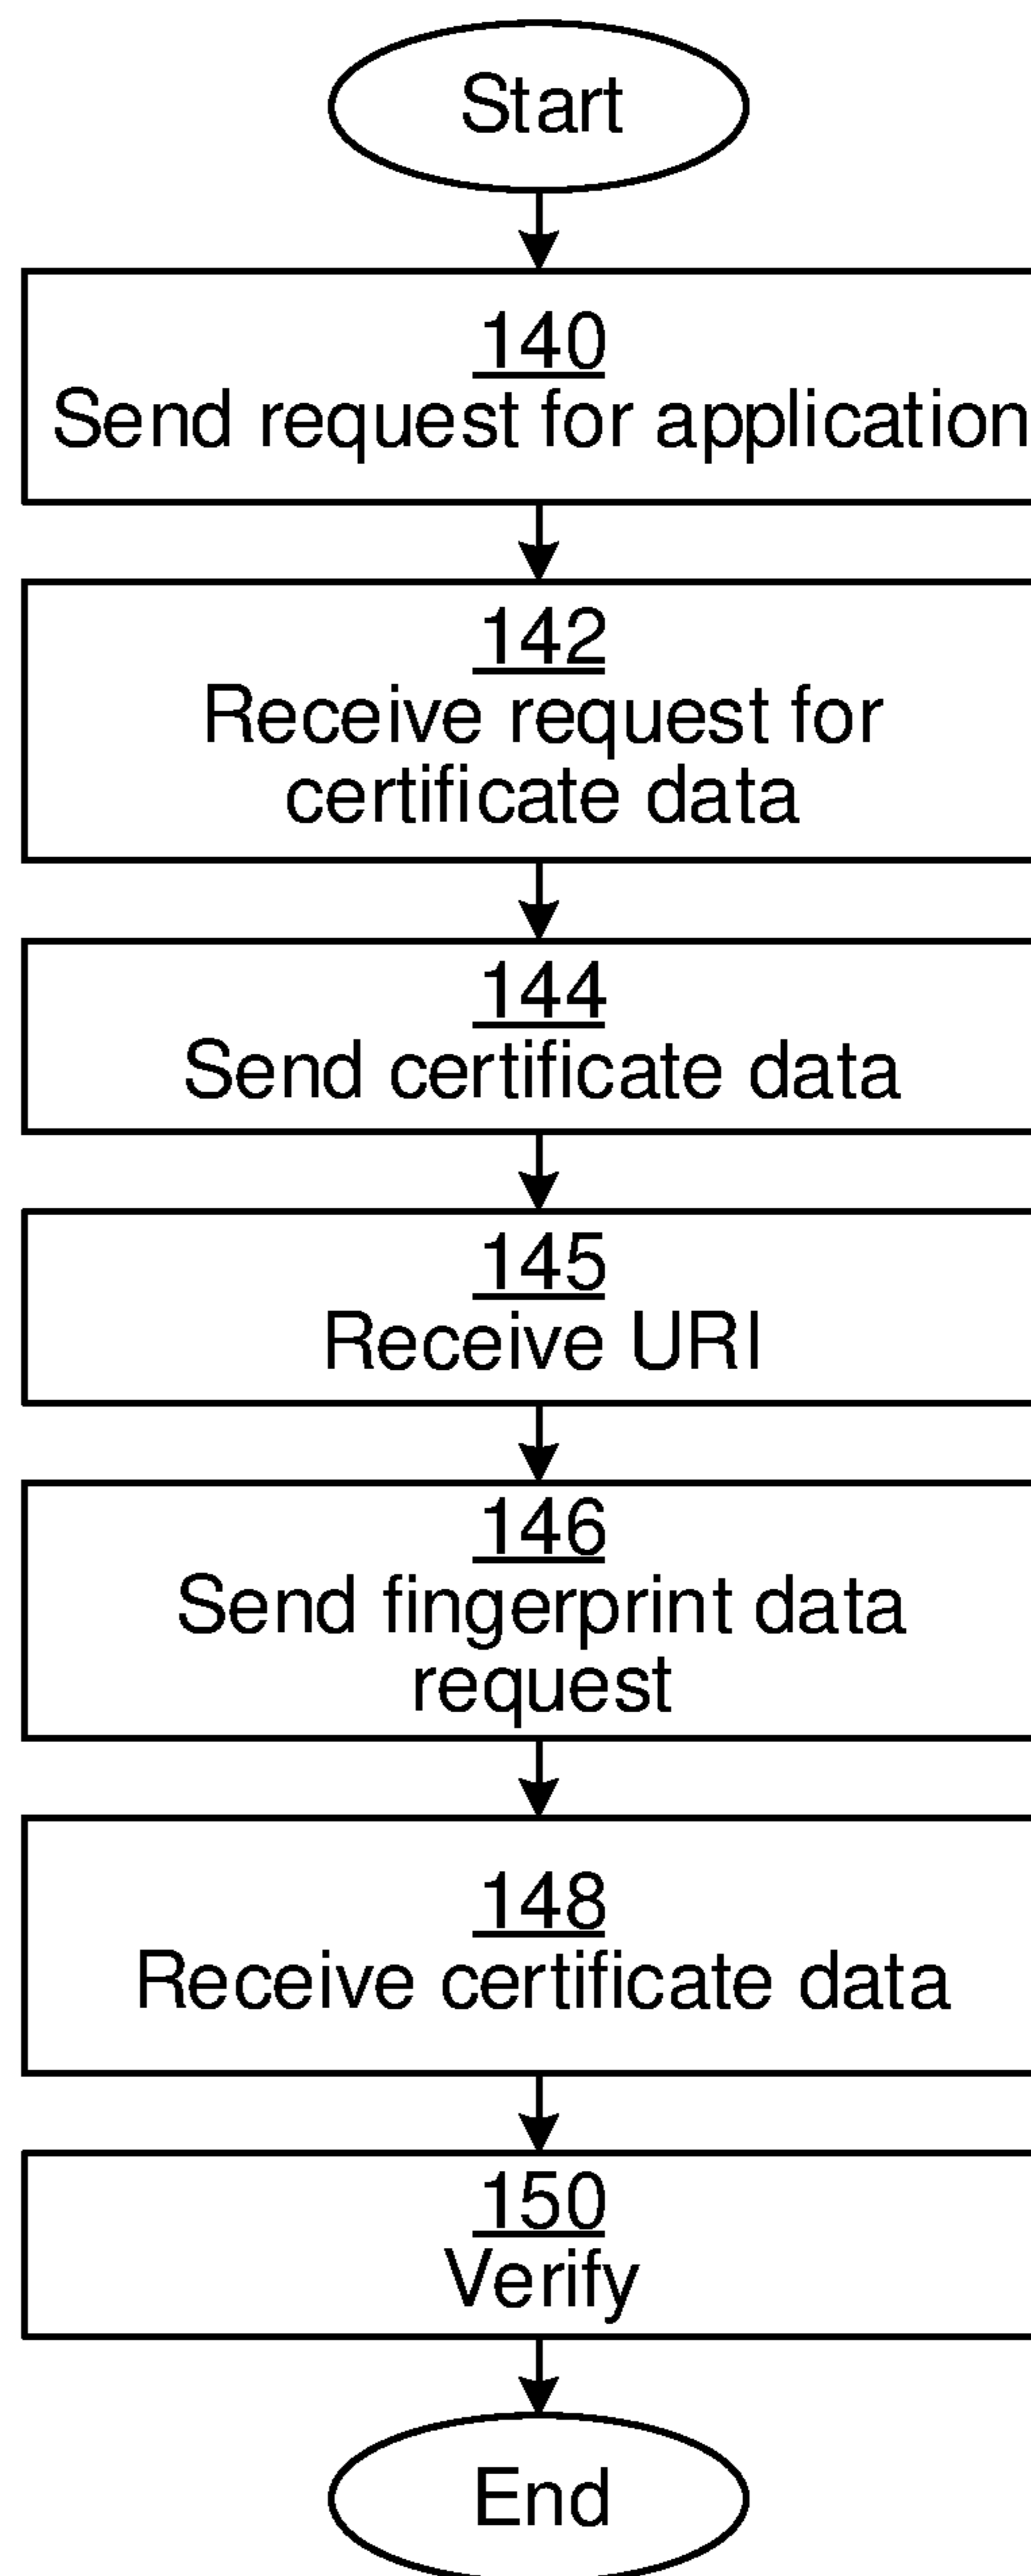 Start
140
Send request for application
142
Receive request for
certificate data
144
Send certificate data
145
Receive URI
146
Send fingerprint data
request
148
Receive certificate data
150
Verify
End